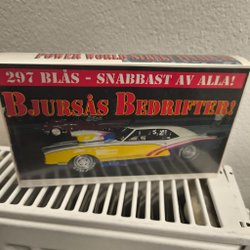 POWER WORLD
297 BLÅS - SNABBAST AV ALLA!
BJURSÅS BEDRIFTER!